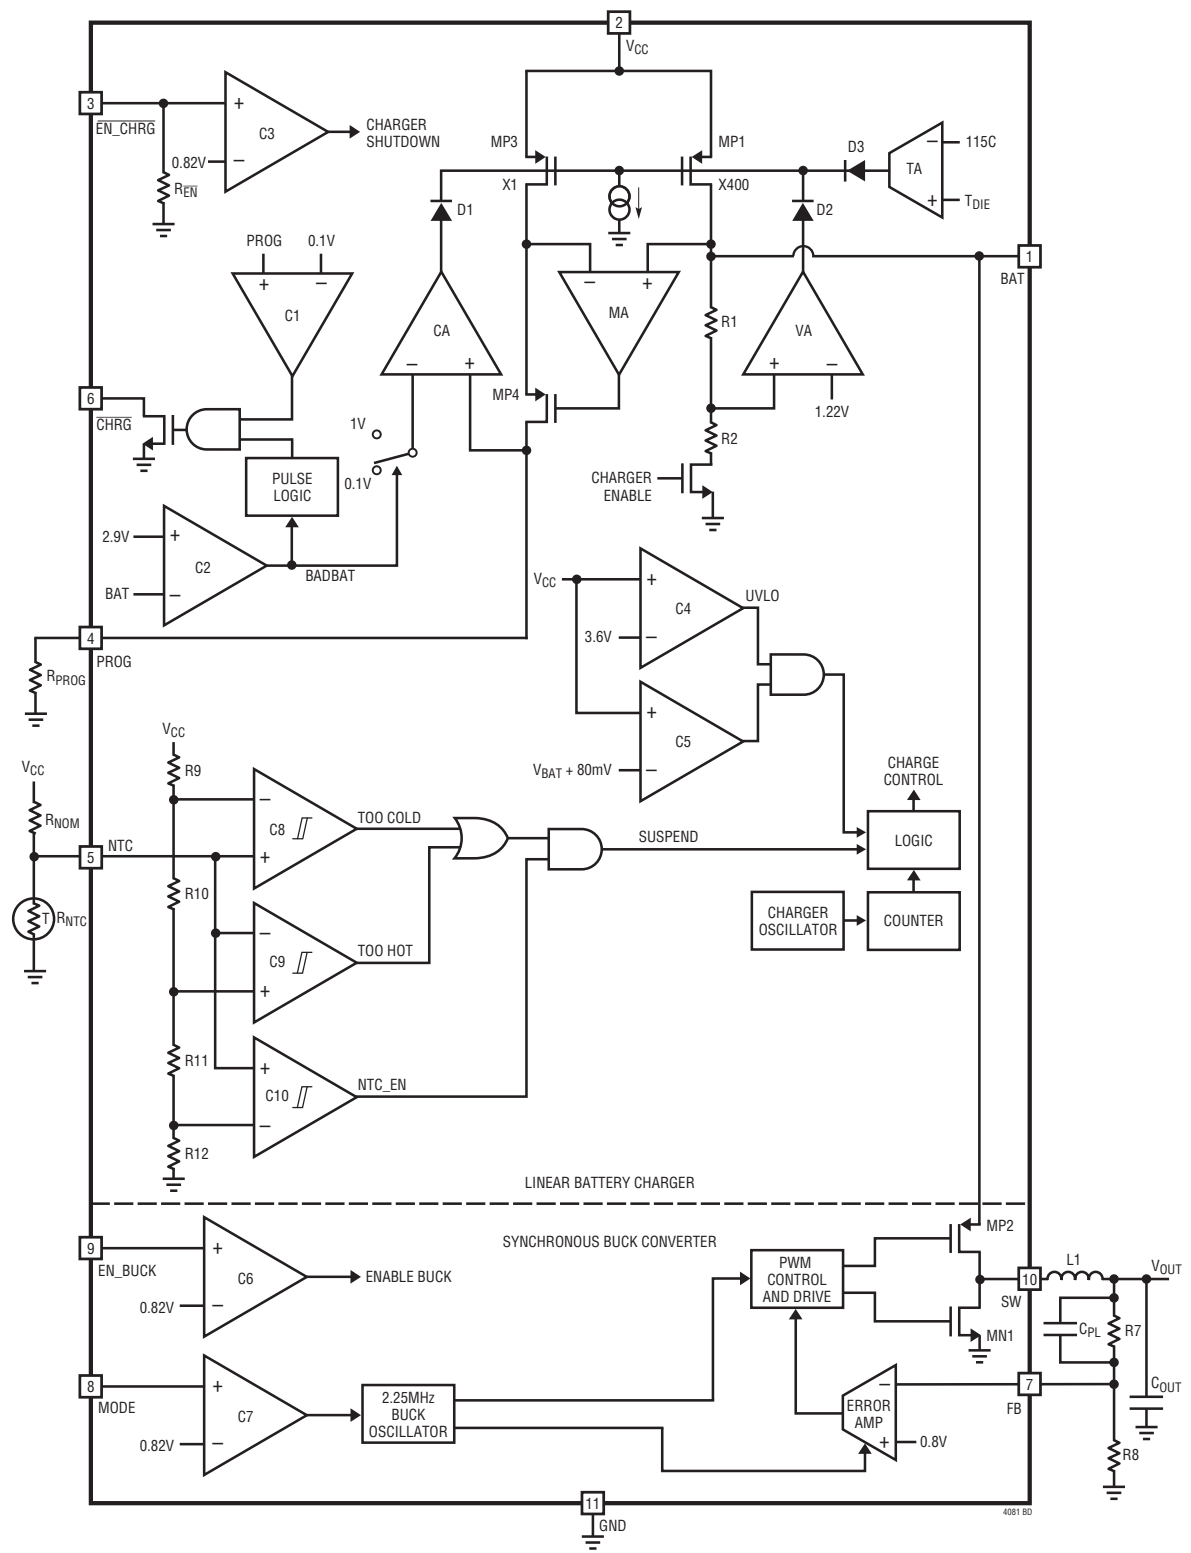 2
VCC
3
EN_CHRG
+
C3
0.82V
–
REN
CHARGER
SHUTDOWN
MP3
MP1
X1
X400
D3
–
115C
TA
+
TDIE
D1
D2
PROG
0.1V
+
–
C1
–
MA
+
1
BAT
CA
–
+
R1
VA
+
–
1.22V
MP4
6
CHRG
1V
0.1V
R2
PULSE
LOGIC
CHARGER
ENABLE
2.9V
+
C2
BAT
–
BADBAT
VCC
+
C4
UVLO
3.6V
–
4
PROG
RPROG
+
C5
VBAT + 80mV
–
VCC
R9
VCC
RNOM
5
NTC
–
C8
+
TOO COLD
SUSPEND
CHARGE
CONTROL
LOGIC
R10
T
RNTC
–
C9
+
TOO HOT
CHARGER
OSCILLATOR
COUNTER
R11
+
C10
–
NTC_EN
R12
LINEAR BATTERY CHARGER
SYNCHRONOUS BUCK CONVERTER
9
EN_BUCK
+
C6
0.82V
–
ENABLE BUCK
PWM
CONTROL
AND DRIVE
MP2
MN1
10
SW
L1
VOUT
CPL
R7
COUT
R8
8
MODE
+
C7
0.82V
–
2.25MHz
BUCK
OSCILLATOR
–
ERROR
AMP
+
0.8V
7
FB
11
GND
4081 BD